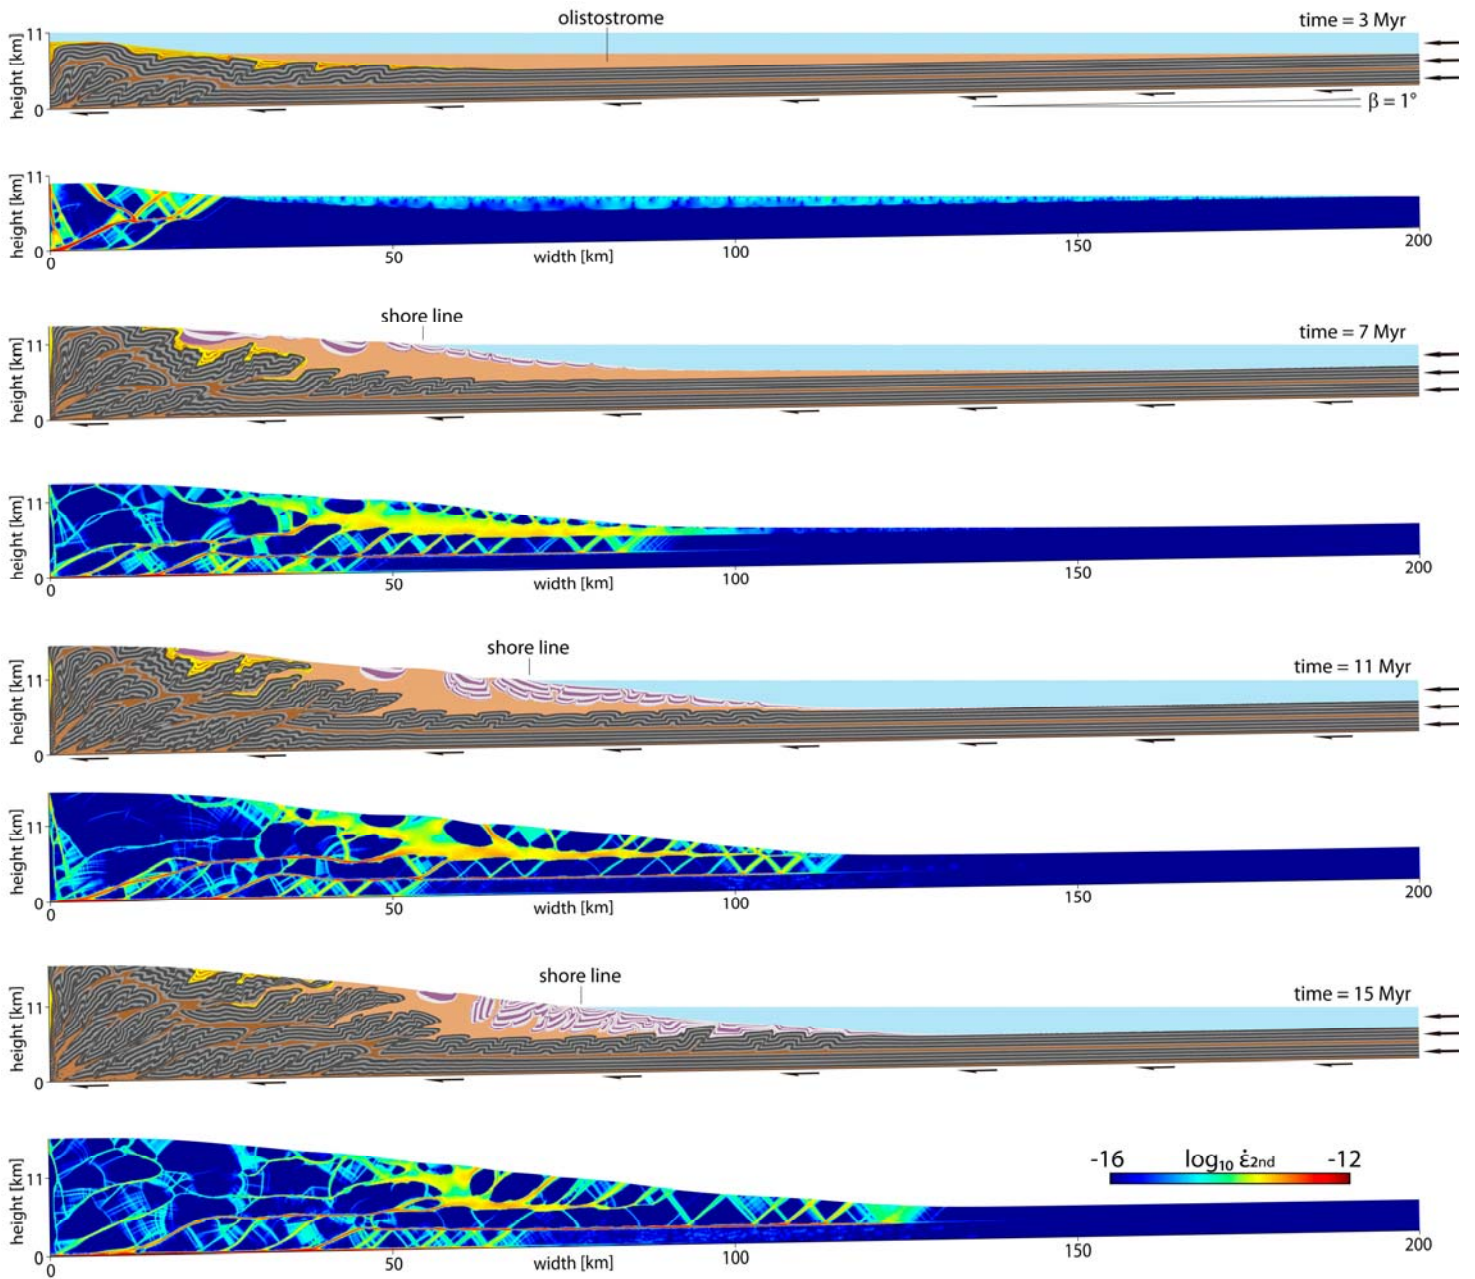 olistostrome
time = 3 Myr
11
height [km]
0
β = 1°
11
height [km]
0
0
50
width [km]
100
150
200
shore line
time = 7 Myr
11
height [km]
0
11
height [km]
0
0
50
width [km]
100
150
200
shore line
time = 11 Myr
11
height [km]
0
11
height [km]
0
0
50
width [km]
100
150
200
shore line
time = 15 Myr
11
height [km]
0
-16 log₁₀ ε̇₂nd -12
11
height [km]
0
0
50
width [km]
100
150
200